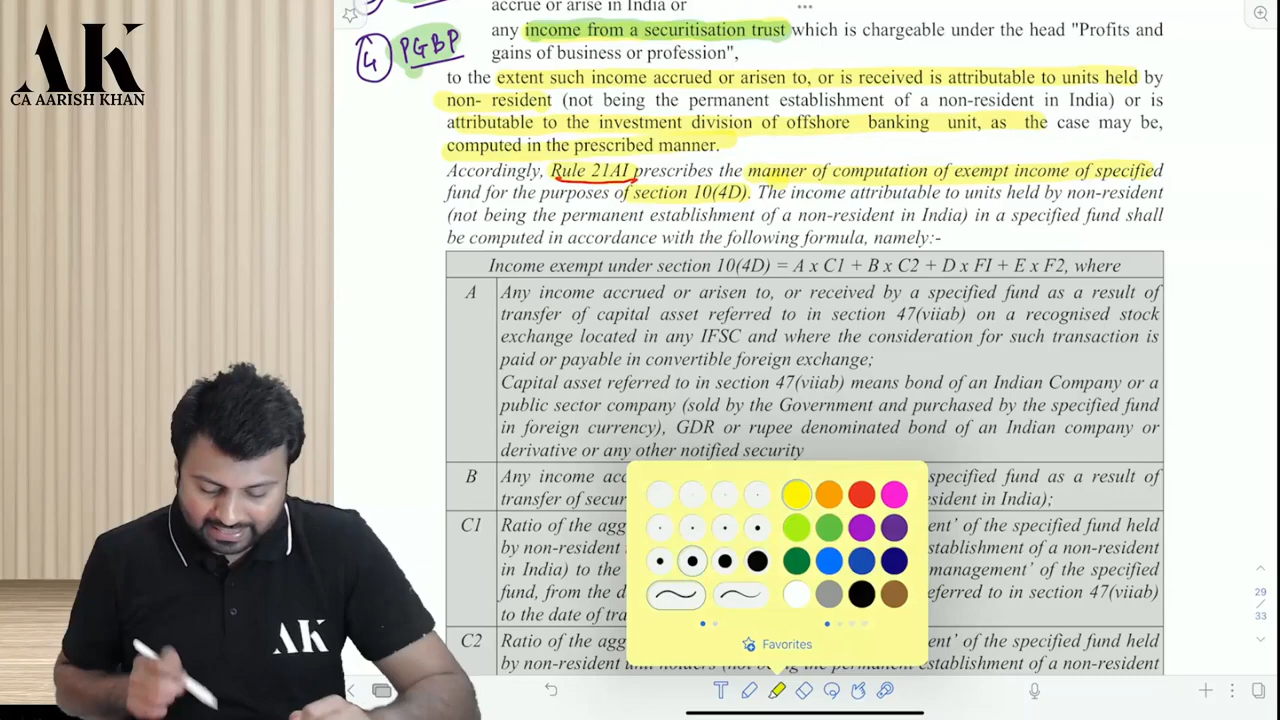 AK
CA AARISH KHAN
AK
accrue or arise in India or
4 PGBP
any income from a securitisation trust which is chargeable under the head "Profits and
gains of business or profession",
to the extent such income accrued or arisen to, or is received is attributable to units held by
non- resident (not being the permanent establishment of a non-resident in India) or is
attributable to the investment division of offshore banking unit, as the case may be,
computed in the prescribed manner.
Accordingly, Rule 21AI prescribes the manner of computation of exempt income of specified
fund for the purposes of section 10(4D). The income attributable to units held by non-resident
(not being the permanent establishment of a non-resident in India) in a specified fund shall
be computed in accordance with the following formula, namely:-
Income exempt under section 10(4D) = A x C1 + B x C2 + D x FI + E x F2, where
A Any income accrued or arisen to, or received by a specified fund as a result of
transfer of capital asset referred to in section 47(viiab) on a recognised stock
exchange located in any IFSC and where the consideration for such transaction is
paid or payable in convertible foreign exchange;
Capital asset referred to in section 47(viiab) means bond of an Indian Company or a
public sector company (sold by the Government and purchased by the specified fund
in foreign currency), GDR or rupee denominated bond of an Indian company or
derivative or any other notified security
B Any income acc specified fund as a result of
transfer of secur esident in India);
C1 Ratio of the agg ent' of the specified fund held
by non-resident establishment of a non-resident
in India) to the management' of the specified
fund, from the d eferred to in section 47(viiab)
to the date of tra
C2 Ratio of the agg ent' of the specified fund held
by non-resident unit holders (not being the permanent establishment of a non-resident
Favorites
29
/
33
T